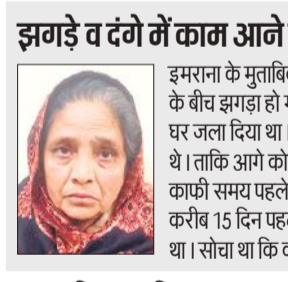 झगड़े व दंगे में काम आने
इमराना के मुताबि
के बीच झगड़ा हो
घर जला दिया था।
थे। ताकि आगे को
काफी समय पहले
करीब 15 दिन पह
था। सोचा था कि